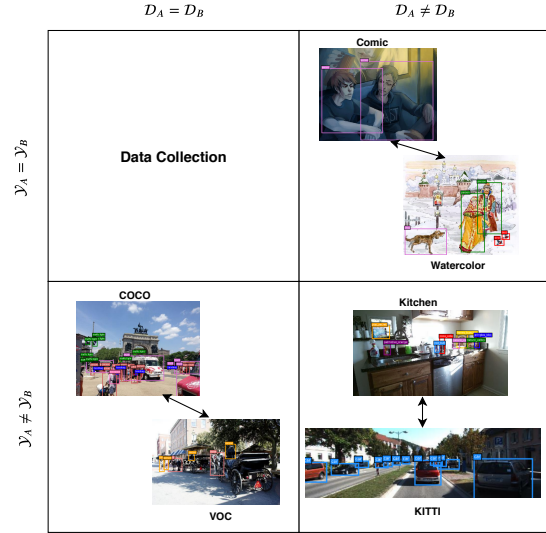 𝒟_A = 𝒟_B
𝒟_A ≠ 𝒟_B
𝒴_A = 𝒴_B
Data Collection
Comic
Watercolor
𝒴_A ≠ 𝒴_B
COCO
VOC
Kitchen
KITTI